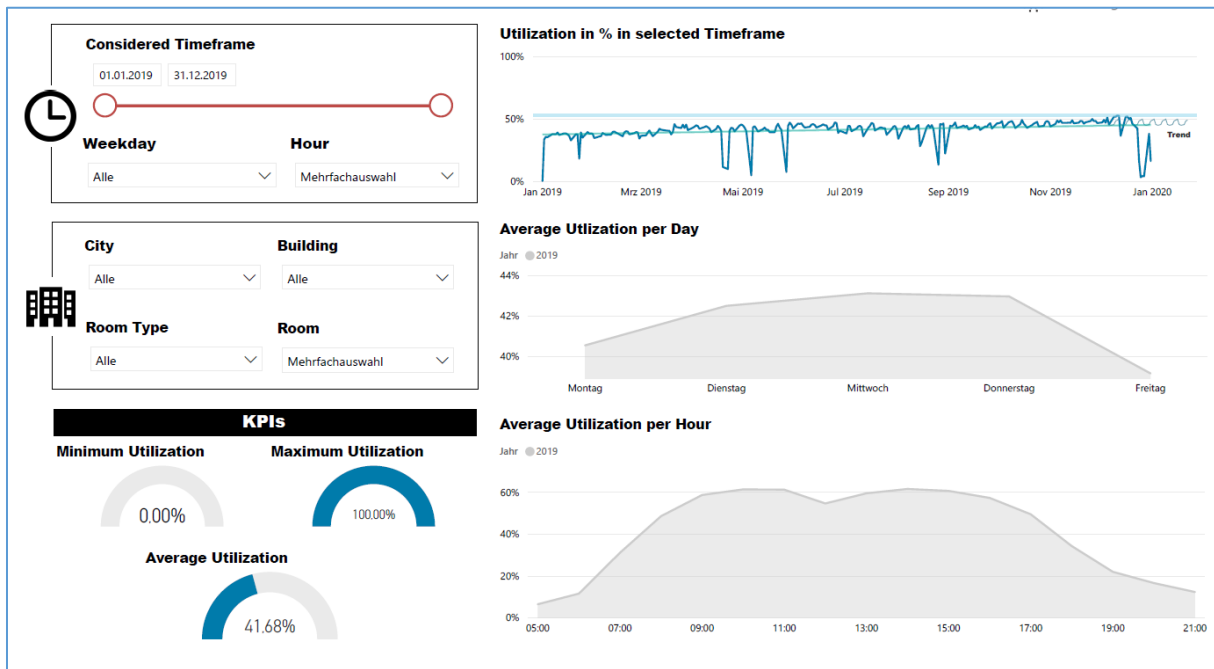 Considered Timeframe
01.01.2019 31.12.2019
Weekday Hour
Alle Mehrfachauswahl
City Building
Alle Alle
Room Type Room
Alle Mehrfachauswahl
KPIs
Minimum Utilization Maximum Utilization
0.00% 100,00%
Average Utilization
41,68%
Utilization in % in selected Timeframe
100%
50%
Trend
0%
Jan 2019 Mrz 2019 Mai 2019 Jul 2019 Sep 2019 Nov 2019 Jan 2020
Average Utlization per Day
Jahr 2019
44%
42%
40%
Montag Dienstag Mittwoch Donnerstag Freitag
Average Utilization per Hour
Jahr 2019
60%
40%
20%
0%
05:00 07:00 09:00 11:00 13:00 15:00 17:00 19:00 21:00